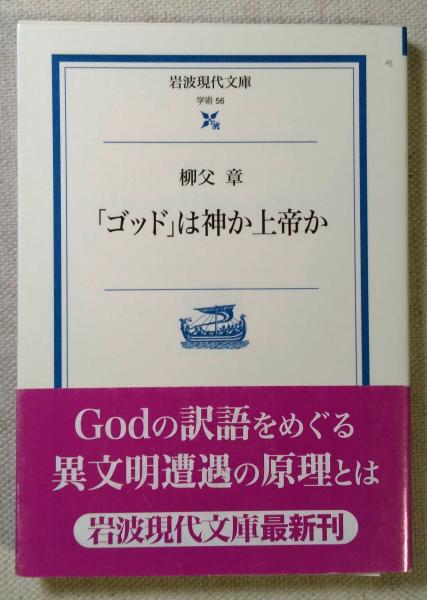 岩波現代文庫
学術 56
柳父 章
「ゴッド」は神か上帝か
Godの訳語をめぐる
異文明遭遇の原理とは
岩波現代文庫最新刊